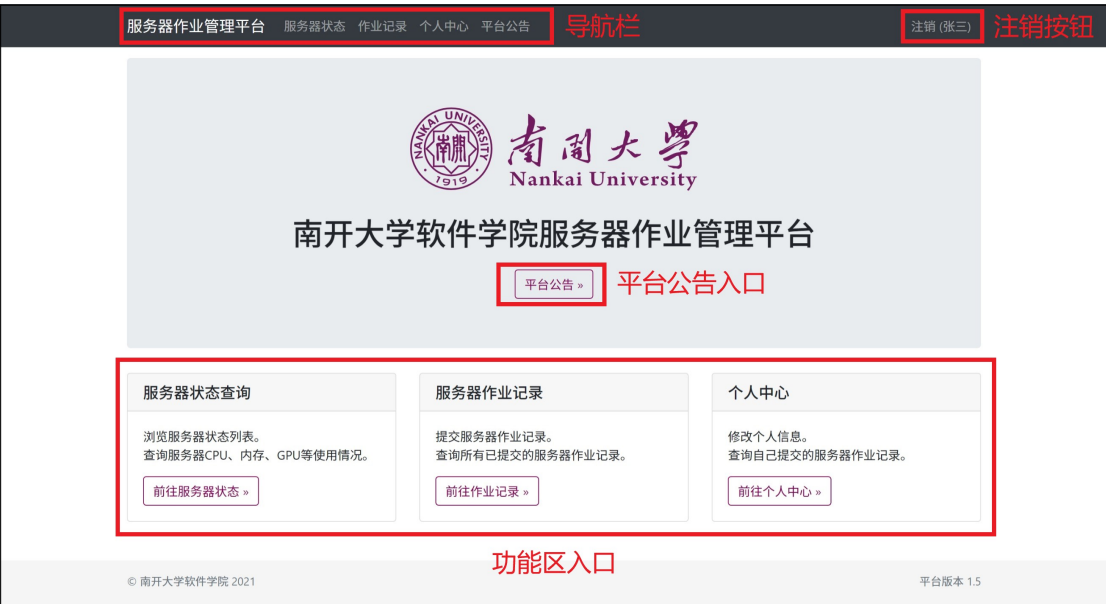 服务器作业管理平台 服务器状态 作业记录 个人中心 平台公告 导航栏 注销 (张三) 注销按钮
NANKAI UNIVERSITY
南開
1919
南开大学
Nankai University
南开大学软件学院服务器作业管理平台
平台公告 » 平台公告入口
服务器状态查询
浏览服务器状态列表。
查询服务器CPU、内存、GPU等使用情况。
前往服务器状态 »
服务器作业记录
提交服务器作业记录。
查询所有已提交的服务器作业记录。
前往作业记录 »
个人中心
修改个人信息。
查询自己提交的服务器作业记录。
前往个人中心 »
功能区入口
© 南开大学软件学院 2021 平台版本 1.5